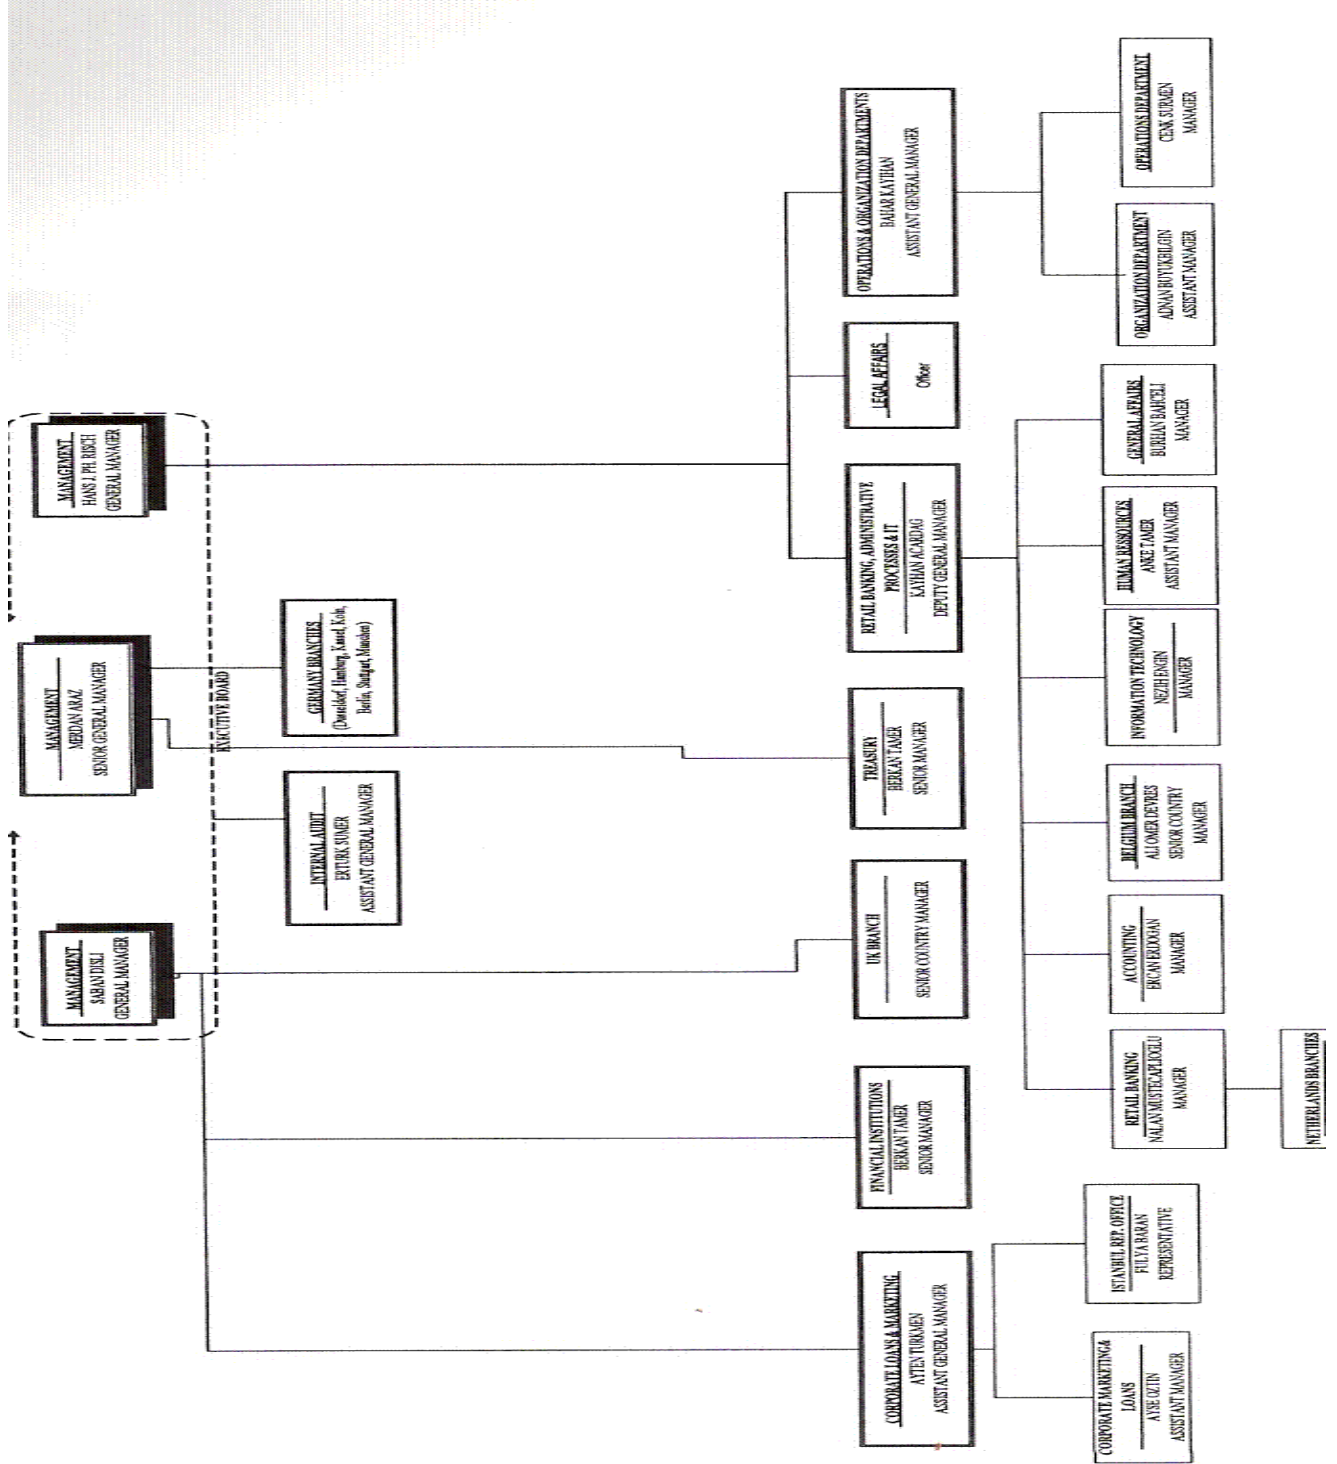 MANAGEMENT
SABAN DISLI
GENERAL MANAGER
MANAGEMENT
MERDAN ARAZ
SENIOR GENERAL MANAGER
MANAGEMENT
HANS J. PH. RISCH
GENERAL MANAGER
EXECUTIVE BOARD
INTERNAL AUDIT
ERTURK SUMER
ASSISTANT GENERAL MANAGER
GERMANY BRANCHES
(Dusseldorf, Hamburg, Kassel, Koln,
Berlin, Stuttgart, Munchen)
CORPORATE LOANS & MARKETING
AYTEN TURKMEN
ASSISTANT GENERAL MANAGER
FINANCIAL INSTITUTIONS
BERKAN TAMER
SENIOR MANAGER
UK BRANCH
SENIOR COUNTRY MANAGER
TREASURY
BERKAN TAMER
SENIOR MANAGER
RETAIL BANKING, ADMINISTRATIVE
PROCESSES & IT
KAYHAN ACARDAG
DEPUTY GENERAL MANAGER
LEGAL AFFAIRS
Officer
OPERATIONS & ORGANIZATION DEPARTMENTS
BAHAR KAYIHAN
ASSISTANT GENERAL MANAGER
CORPORATE MARKETING &
LOANS
AYSE OZTIN
ASSISTANT MANAGER
ISTANBUL REP. OFFICE
FULYA BARAN
REPRESENTATIVE
RETAIL BANKING
NALAN MUSTECAPLIOGLU
MANAGER
ACCOUNTING
ERCAN ERDOGAN
MANAGER
BELGIUM BRANCH
ALI OMER DEVRES
SENIOR COUNTRY
MANAGER
INFORMATION TECHNOLOGY
NEZIH ENGIN
MANAGER
HUMAN RESSOURCES
ANKE TAMER
ASSISTANT MANAGER
GENERAL AFFAIRS
BURHAN BAHCELI
MANAGER
ORGANIZATION DEPARTMENT
ADNAN BUYUKBILGIN
ASSISTANT MANAGER
OPERATIONS DEPARTMENT
CENK SURMEN
MANAGER
NETHERLANDS BRANCHES